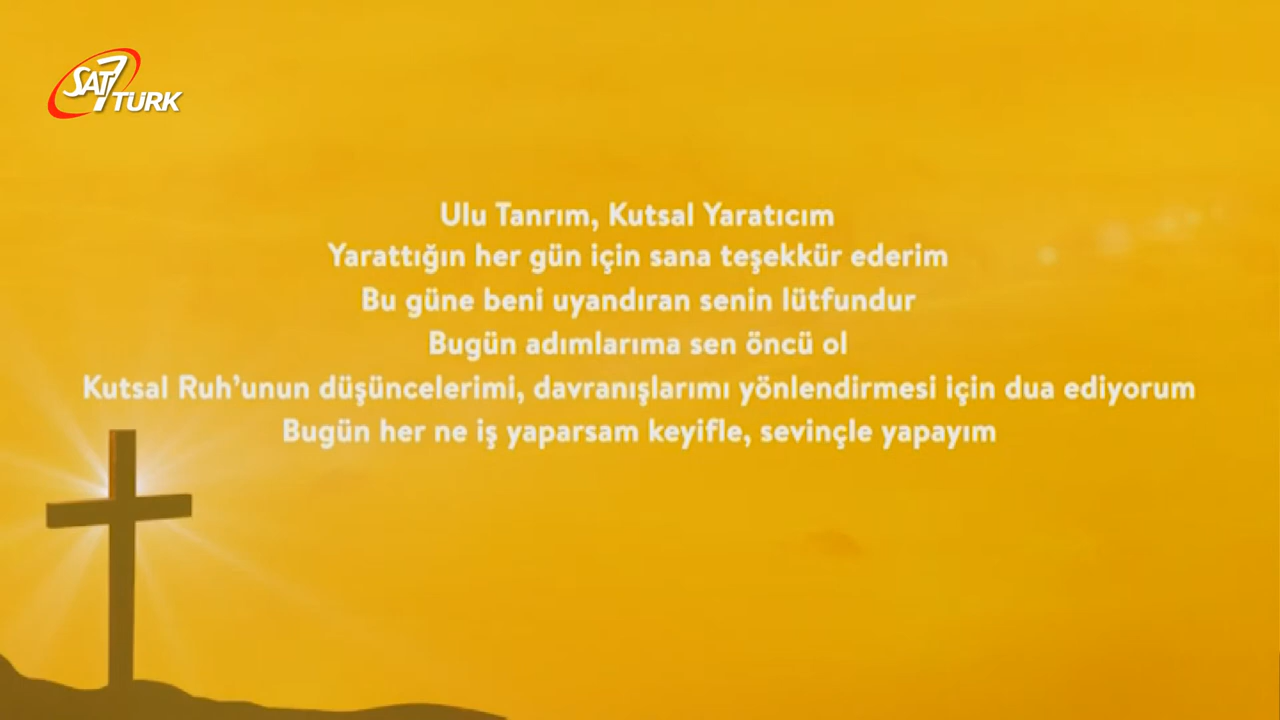 SAT7
TÜRK
Ulu Tanrım, Kutsal Yaratıcım
Yarattığın her gün için sana teşekkür ederim
Bu güne beni uyandıran senin lütfundur
Bugün adımlarıma sen öncü ol
Kutsal Ruh’unun düşüncelerimi, davranışlarımı yönlendirmesi için dua ediyorum
Bugün her ne iş yaparsam keyifle, sevinçle yapayım